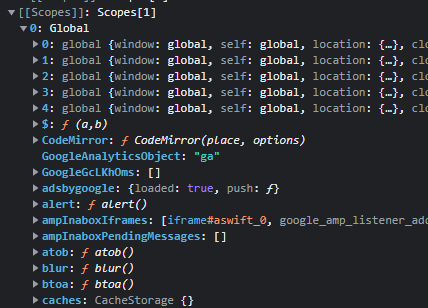 ▼ [[Scopes]]: Scopes[1]
▼ 0: Global
▶ 0: global {window: global, self: global, location: {…}, clo
▶ 1: global {window: global, self: global, location: {…}, clo
▶ 2: global {window: global, self: global, location: {…}, clo
▶ 3: global {window: global, self: global, location: {…}, clo
▶ 4: global {window: global, self: global, location: {…}, clo
▶ $: ƒ (a,b)
▶ CodeMirror: ƒ CodeMirror(place, options)
GoogleAnalyticsObject: "ga"
▶ GoogleGcLKhOms: []
▶ adsbygoogle: {loaded: true, push: ƒ}
▶ alert: ƒ alert()
▶ ampInaboxIframes: [iframe#aswift_0, google_amp_listener_add
▶ ampInaboxPendingMessages: []
▶ atob: ƒ atob()
▶ blur: ƒ blur()
▶ btoa: ƒ btoa()
▶ caches: CacheStorage {}